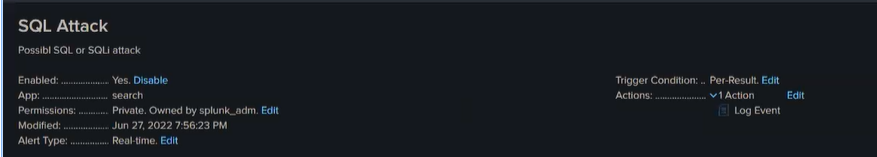 SQL Attack
Possibl SQL or SQLi attack
Enabled: .................... Yes. Disable
App: ............................ search
Permissions: ........... Private. Owned by splunk_adm. Edit
Modified: ................. Jun 27, 2022 7:56:23 PM
Alert Type: ............... Real-time. Edit
Trigger Condition: .. Per-Result. Edit
Actions: .................... 1 Action Edit
Log Event